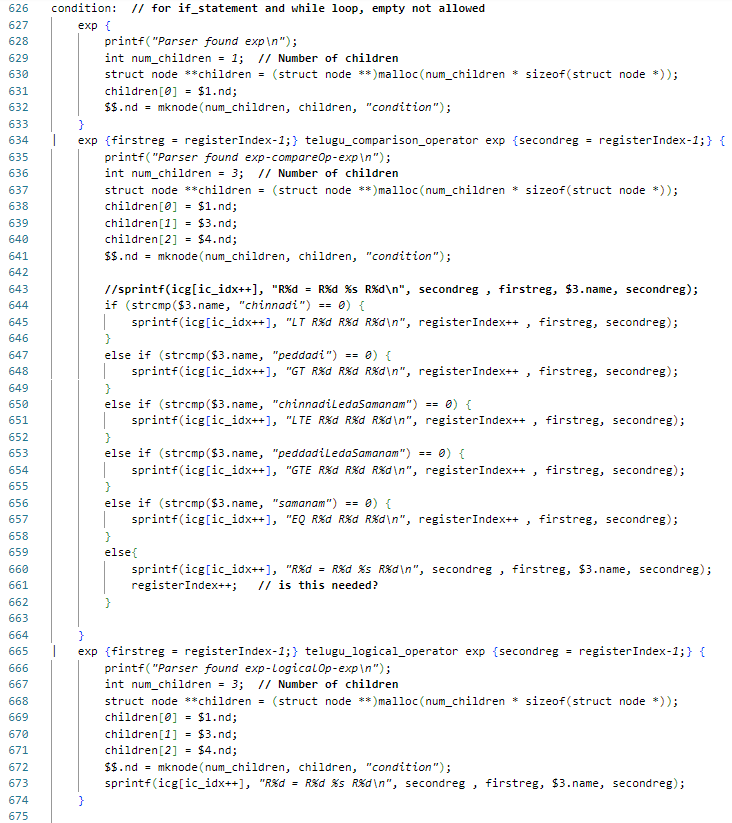 626 condition:  // for if_statement and while loop, empty not allowed
627     exp {
628         printf("Parser found exp\n");
629         int num_children = 1;  // Number of children
630         struct node **children = (struct node **)malloc(num_children * sizeof(struct node *));
631         children[0] = $1.nd;
632         $$.nd = mknode(num_children, children, "condition");
633     }
634 |   exp {firstreg = registerIndex-1;} telugu_comparison_operator exp {secondreg = registerIndex-1;} {
635         printf("Parser found exp-compareOp-exp\n");
636         int num_children = 3;  // Number of children
637         struct node **children = (struct node **)malloc(num_children * sizeof(struct node *));
638         children[0] = $1.nd;
639         children[1] = $3.nd;
640         children[2] = $4.nd;
641         $$.nd = mknode(num_children, children, "condition");
642
643         //sprintf(icg[ic_idx++], "R%d = R%d %s R%d\n", secondreg , firstreg, $3.name, secondreg);
644         if (strcmp($3.name, "chinnadi") == 0) {
645             sprintf(icg[ic_idx++], "LT R%d R%d R%d\n", registerIndex++ , firstreg, secondreg);
646         }
647         else if (strcmp($3.name, "peddadi") == 0) {
648             sprintf(icg[ic_idx++], "GT R%d R%d R%d\n", registerIndex++ , firstreg, secondreg);
649         }
650         else if (strcmp($3.name, "chinnadiLedaSamanam") == 0) {
651             sprintf(icg[ic_idx++], "LTE R%d R%d R%d\n", registerIndex++ , firstreg, secondreg);
652         }
653         else if (strcmp($3.name, "peddadiLedaSamanam") == 0) {
654             sprintf(icg[ic_idx++], "GTE R%d R%d R%d\n", registerIndex++ , firstreg, secondreg);
655         }
656         else if (strcmp($3.name, "samanam") == 0) {
657             sprintf(icg[ic_idx++], "EQ R%d R%d R%d\n", registerIndex++ , firstreg, secondreg);
658         }
659         else{
660             sprintf(icg[ic_idx++], "R%d = R%d %s R%d\n", secondreg , firstreg, $3.name, secondreg);
661             registerIndex++;   // is this needed?
662         }
663
664     }
665 |   exp {firstreg = registerIndex-1;} telugu_logical_operator exp {secondreg = registerIndex-1;} {
666         printf("Parser found exp-LogicalOp-exp\n");
667         int num_children = 3;  // Number of children
668         struct node **children = (struct node **)malloc(num_children * sizeof(struct node *));
669         children[0] = $1.nd;
670         children[1] = $3.nd;
671         children[2] = $4.nd;
672         $$.nd = mknode(num_children, children, "condition");
673         sprintf(icg[ic_idx++], "R%d = R%d %s R%d\n", secondreg , firstreg, $3.name, secondreg);
674     }
675